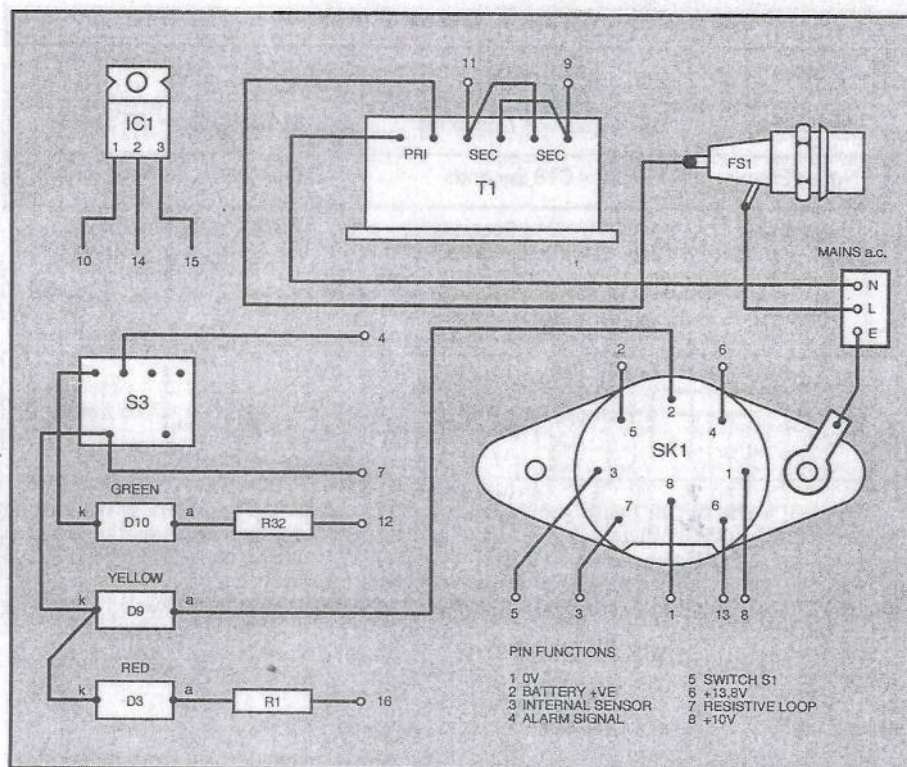 11 9
IC1
1 2 3
PRI SEC SEC
T1
FS1
10 14 15
MAINS a.c.
N
L
E
4
S3
2 6
2
5 4
SK1
3 1
8
7 6
7
GREEN
k D10 a R32 12
YELLOW
k D9 a
5 3 1 13 8
RED
k D3 a R1 16
PIN FUNCTIONS
1 0V
2 BATTERY +VE
3 INTERNAL SENSOR
4 ALARM SIGNAL
5 SWITCH S1
6 +13.8V
7 RESISTIVE LOOP
8 +10V